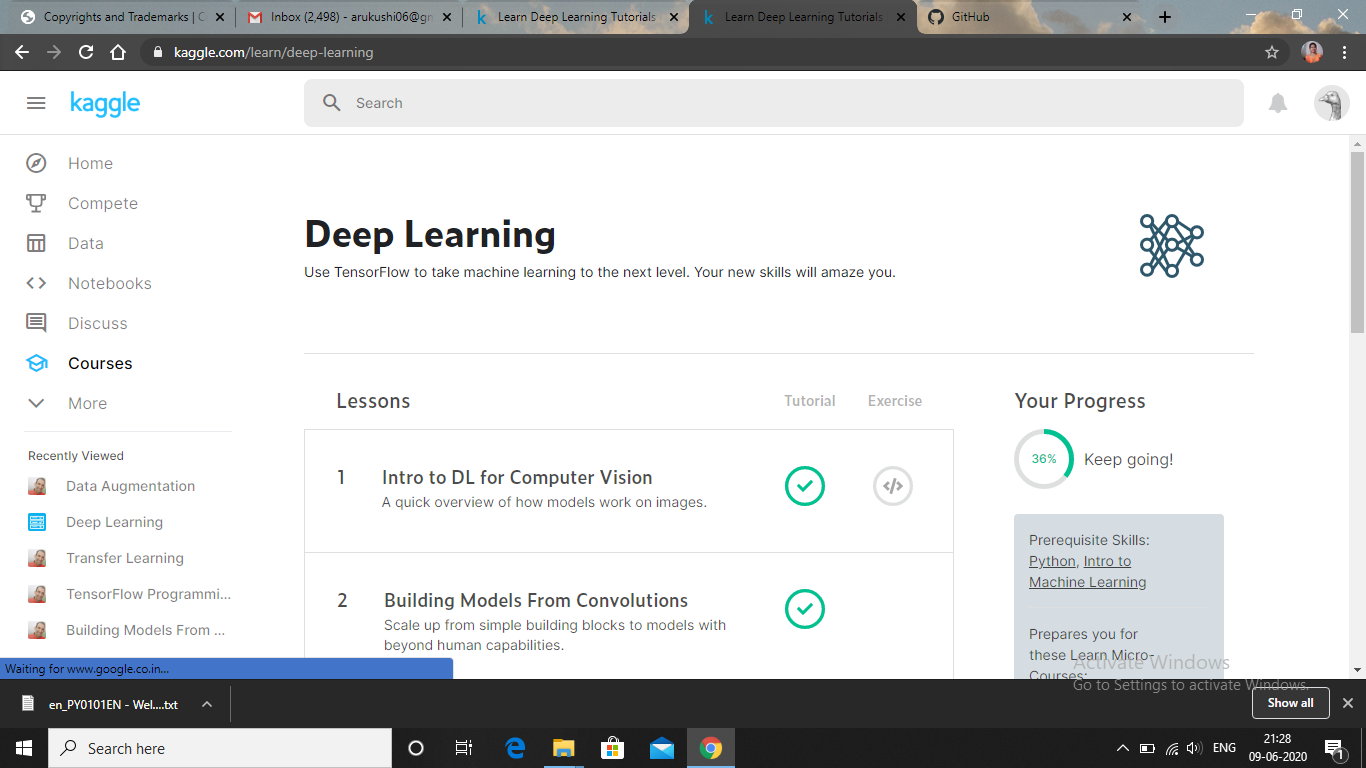 Copyrights and Trademarks | C
Inbox (2,498) - arukushi06@gr
Learn Deep Learning Tutorials
Learn Deep Learning Tutorials
GitHub
kaggle.com/learn/deep-learning
kaggle
Search
Home
Compete
Data
Notebooks
Discuss
Courses
More
Recently Viewed
Data Augmentation
Deep Learning
Transfer Learning
TensorFlow Programmi...
Building Models From ...
Deep Learning
Use TensorFlow to take machine learning to the next level. Your new skills will amaze you.
Lessons
Tutorial
Exercise
1
Intro to DL for Computer Vision
A quick overview of how models work on images.
2
Building Models From Convolutions
Scale up from simple building blocks to models with
beyond human capabilities.
Your Progress
36%
Keep going!
Prerequisite Skills:
Python, Intro to
Machine Learning
Prepares you for
these Learn Micro-
Courses:
Activate Windows
Go to Settings to activate Windows.
Waiting for www.google.co.in...
en_PY0101EN - Wel....txt
Show all
Search here
ENG
21:28
09-06-2020
1